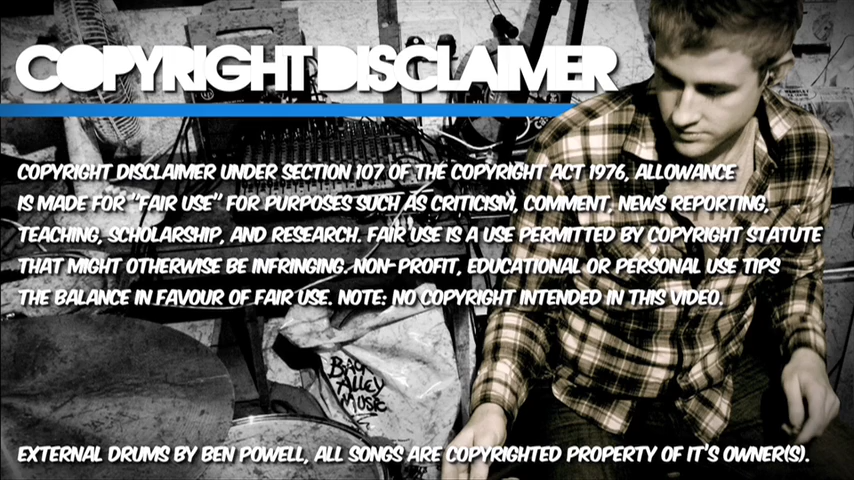 COPYRIGHT DISCLAIMER
COPYRIGHT DISCLAIMER UNDER SECTION 107 OF THE COPYRIGHT ACT 1976, ALLOWANCE
IS MADE FOR "FAIR USE" FOR PURPOSES SUCH AS CRITICISM, COMMENT, NEWS REPORTING,
TEACHING, SCHOLARSHIP, AND RESEARCH. FAIR USE IS A USE PERMITTED BY COPYRIGHT STATUTE
THAT MIGHT OTHERWISE BE INFRINGING. NON-PROFIT, EDUCATIONAL OR PERSONAL USE TIPS
THE BALANCE IN FAVOUR OF FAIR USE. NOTE: NO COPYRIGHT INTENDED IN THIS VIDEO.
BACK
ALLEY
MUSIC
EXTERNAL DRUMS BY BEN POWELL, ALL SONGS ARE COPYRIGHTED PROPERTY OF IT'S OWNER(S).